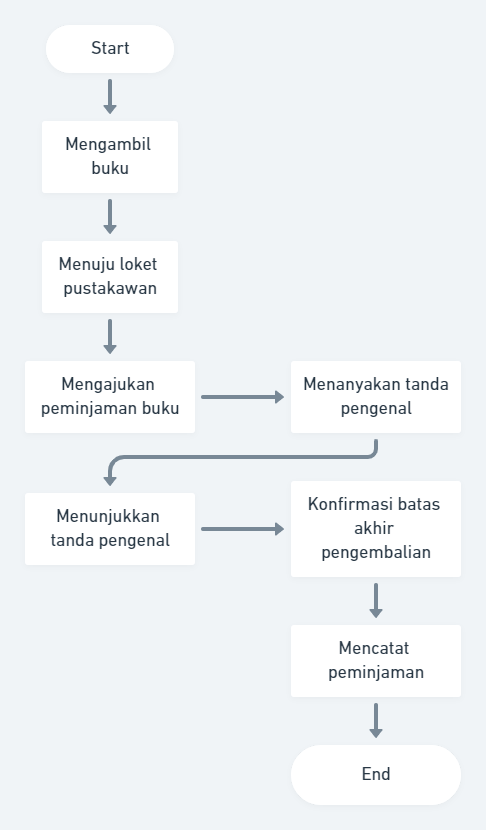 Start
Mengambil
buku
Menuju loket
pustakawan
Mengajukan
peminjaman buku
Menanyakan tanda
pengenal
Menunjukkan
tanda pengenal
Konfirmasi batas
akhir
pengembalian
Mencatat
peminjaman
End